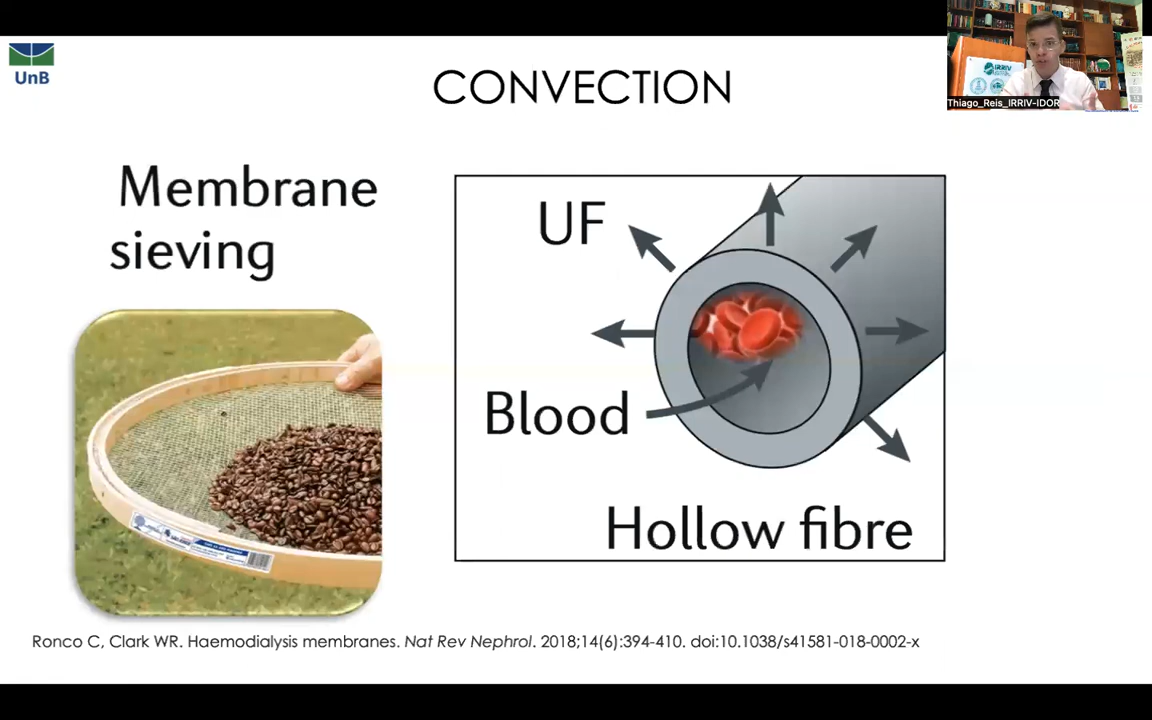 UnB
CONVECTION
IRRIV
Thiago_Reis_IRRIV-IDOR
Membrane
sieving
UF
Blood
Hollow fibre
Ronco C, Clark WR. Haemodialysis membranes. Nat Rev Nephrol. 2018;14(6):394-410. doi:10.1038/s41581-018-0002-x